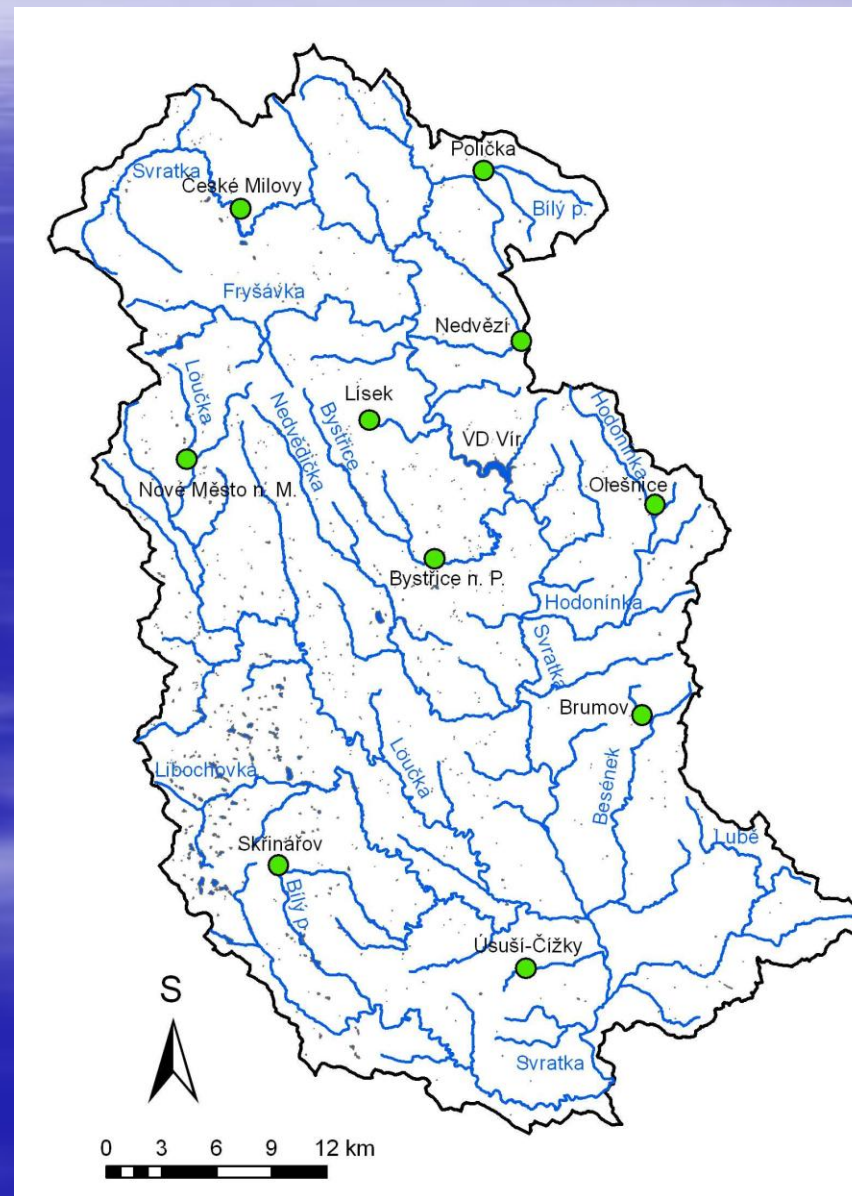 Polička
Svratka
České Milovy
Bílý p.
Fryšávka
Nedvězí
Loučka
Lísek
Nedvědička
Bystřice
VD Vír
Hodonínka
Nové Město n. M.
Olešnice
Bystřice n. P.
Hodonínka
Svratka
Brumov
Libochovka
Loučka
Besének
Lubě
Skřinářov
Bílý p.
Úsuší-Čížky
S
Svratka
0 3 6 9 12 km